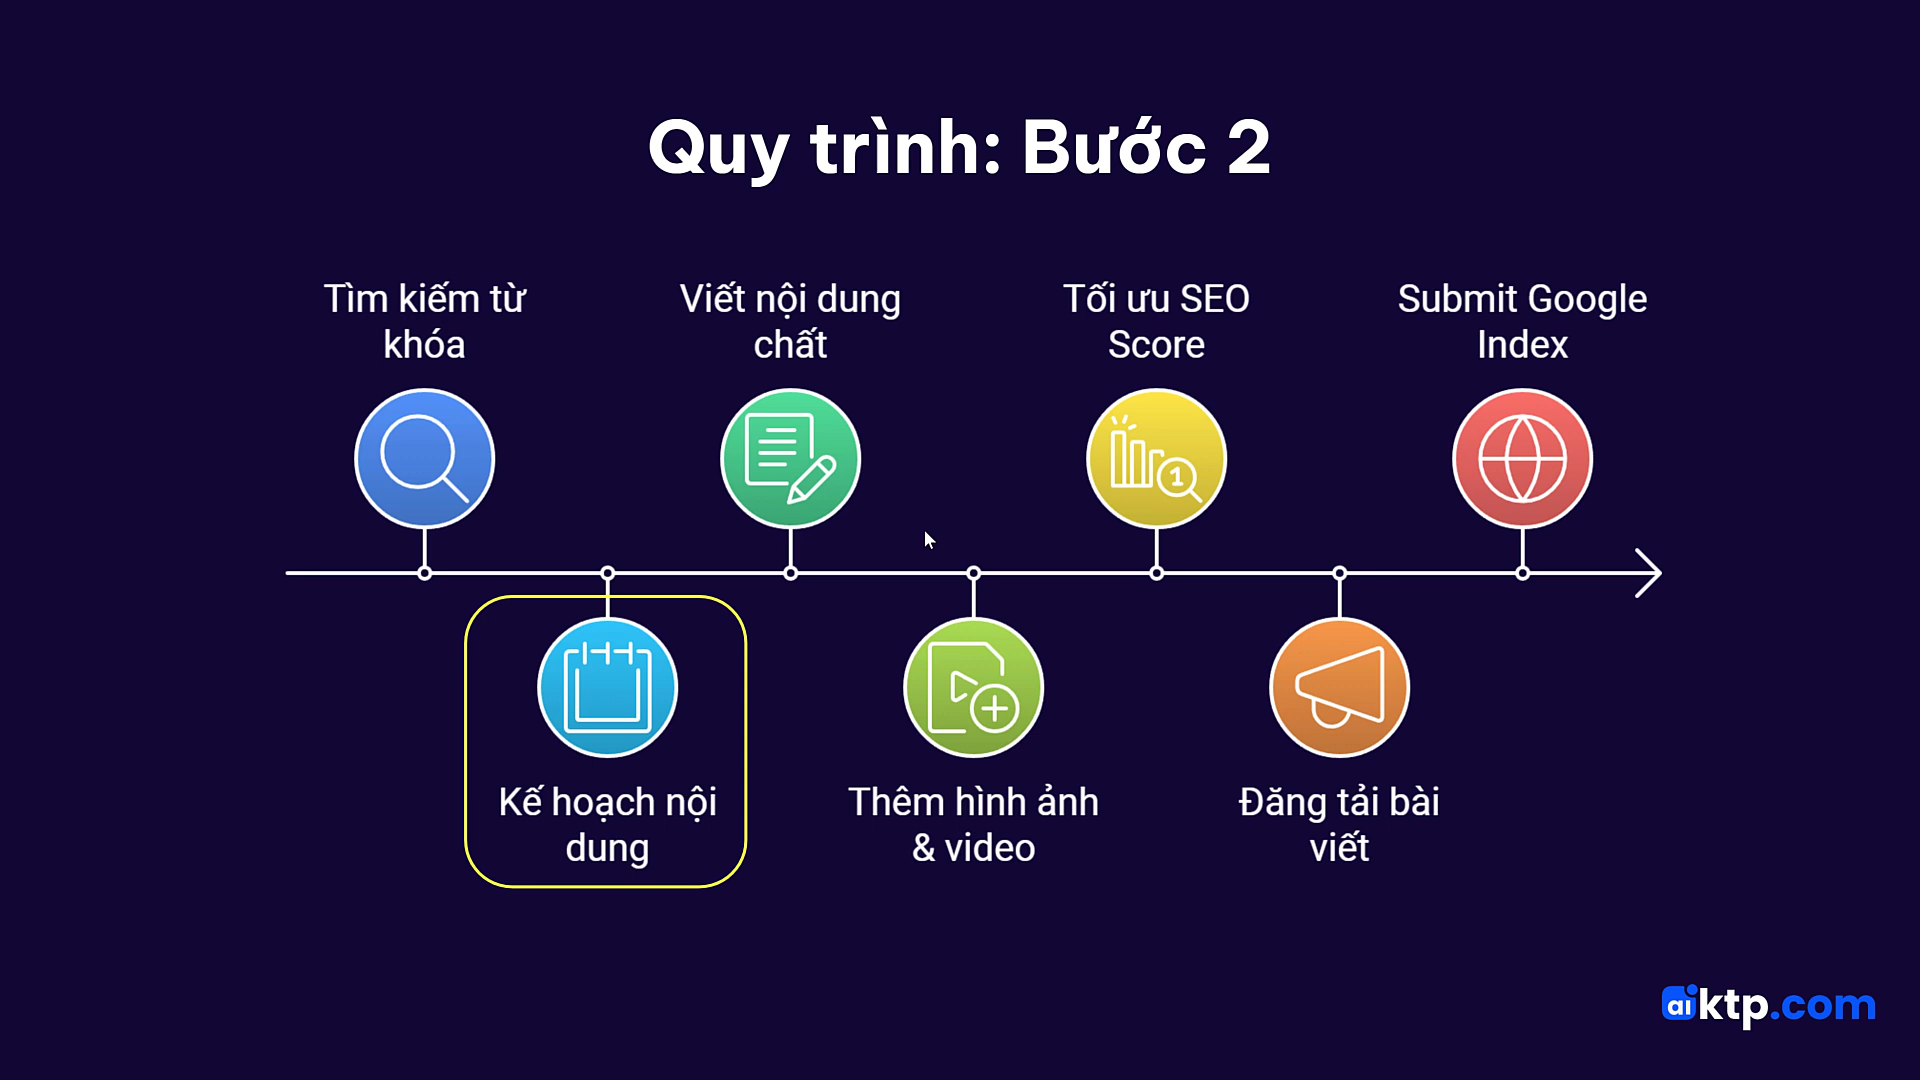 Quy trình: Bước 2
Tìm kiếm từ
khóa
Viết nội dung
chất
Tối ưu SEO
Score
Submit Google
Index
1
Kế hoạch nội
dung
Thêm hình ảnh
& video
Đăng tải bài
viết
aiktp.com